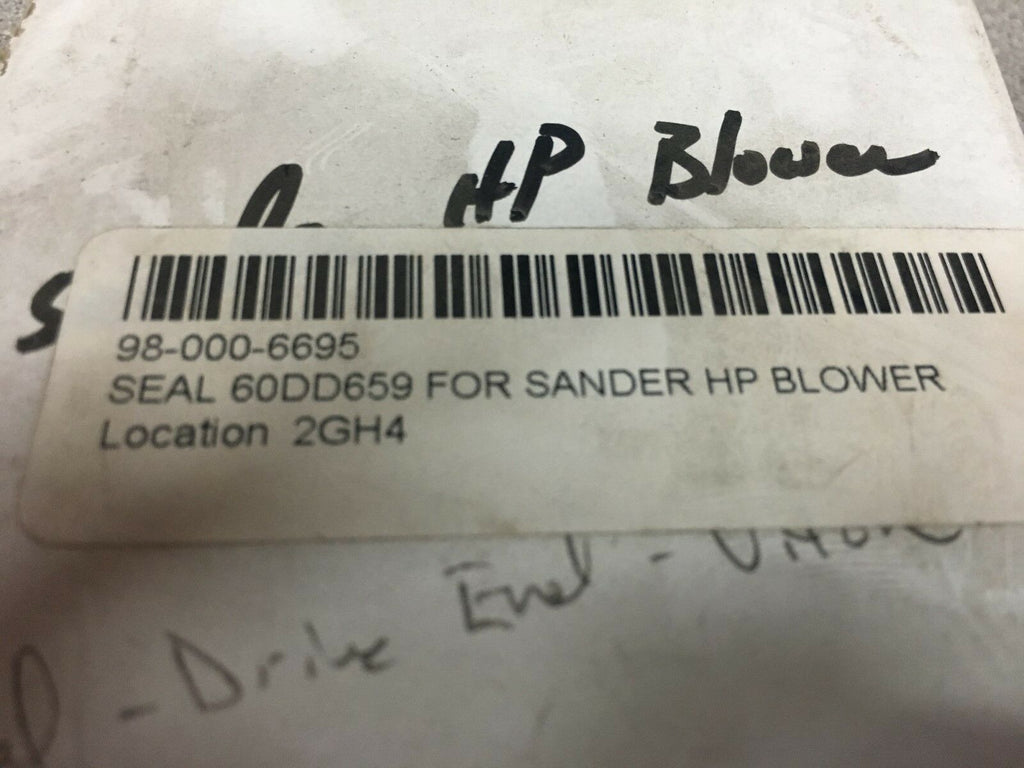 HP Blower
98-000-6695
SEAL 60DD659 FOR SANDER HP BLOWER
Location 2GH4
- Drive End -